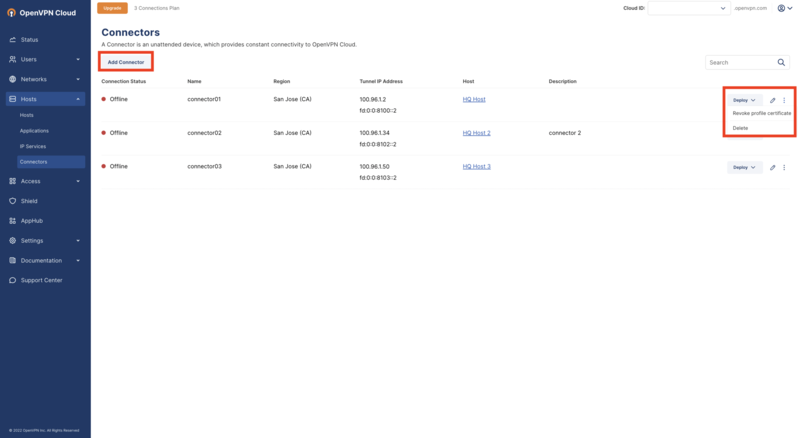 OpenVPN Cloud
Upgrade 3 Connections Plan
Cloud ID: openvpn.com
Status
Users
Networks
Hosts
Hosts
Applications
IP Services
Connectors
Access
Shield
AppHub
Settings
Documentation
Support Center
© 2022 OpenVPN Inc. All Rights Reserved
Connectors
A Connector is an unattended device, which provides constant connectivity to OpenVPN Cloud.
Add Connector
Search
Connection Status Name Region Tunnel IP Address Host Description
Offline connector01 San Jose (CA) 100.96.1.2 HQ Host Deploy
fd:0:0:8100::2
Revoke profile certificate
Delete
Offline connector02 San Jose (CA) 100.96.1.34 HQ Host 2 connector 2
fd:0:0:8102::2
Offline connector03 San Jose (CA) 100.96.1.50 HQ Host 3 Deploy
fd:0:0:8103::2